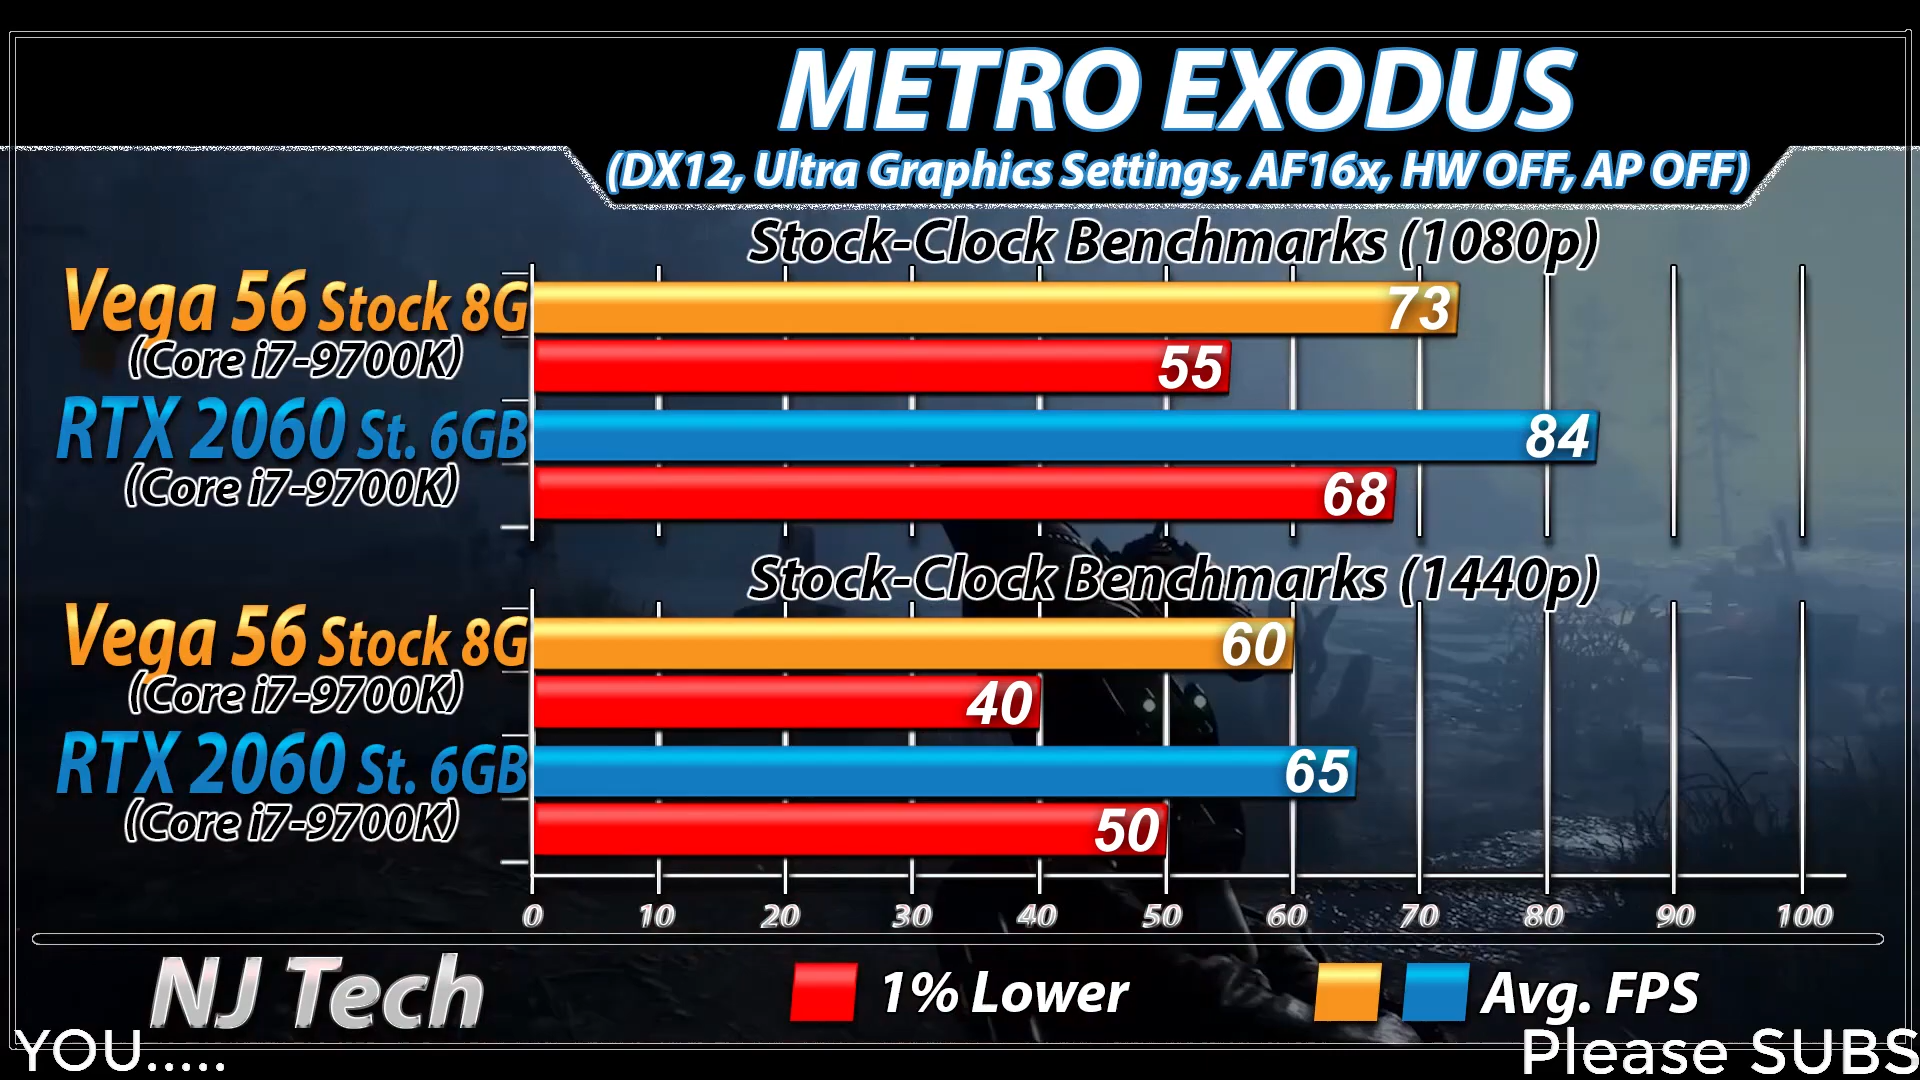 METRO EXODUS
(DX12, Ultra Graphics Settings, AF16x, HW OFF, AP OFF)
Stock-Clock Benchmarks (1080p)
Vega 56 Stock 8G
73
(Core i7-9700K)
55
RTX 2060 St. 6GB
84
(Core i7-9700K)
68
Stock-Clock Benchmarks (1440p)
Vega 56 Stock 8G
60
(Core i7-9700K)
40
RTX 2060 St. 6GB
65
(Core i7-9700K)
50
0 10 20 30 40 50 60 70 80 90 100
NJ Tech
1% Lower
Avg. FPS
YOU.....
Please SUBS